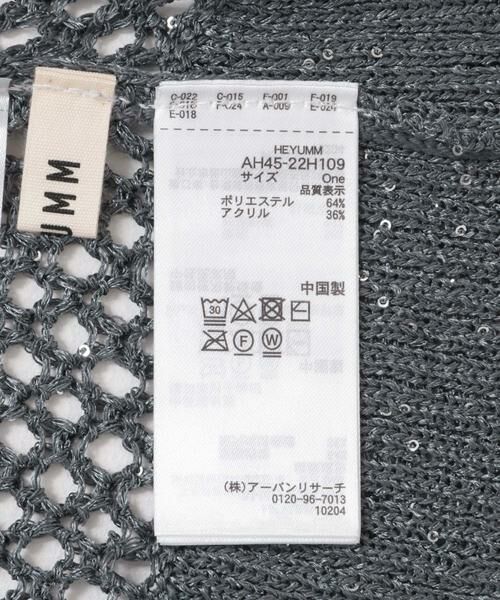 UMM
C-022 C-015 F-001 F-019
F-024 A-009 E-024
E-018
HEYUMM
AH45-22H109
サイズ One
品質表示
ポリエステル 64%
アクリル 36%
中国製
30
F W
(株)アーバンリサーチ
0120-96-7013
10204